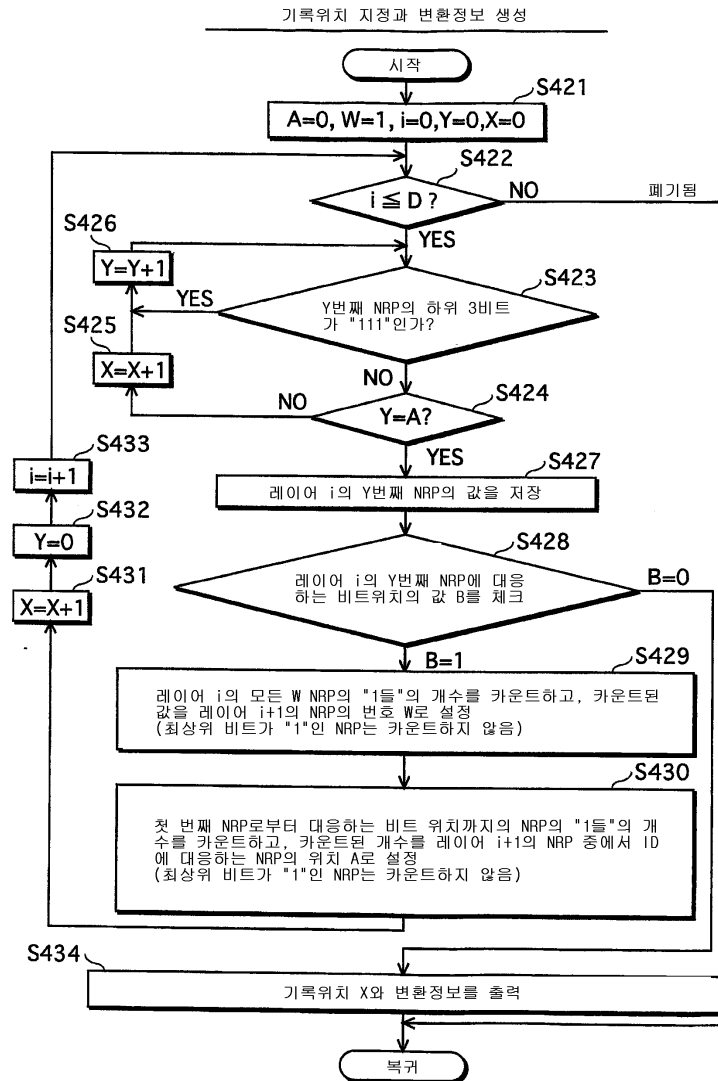 기록위치 지정과 변환정보 생성
시작
S421
A=0, W=1, i=0,Y=0,X=0
S422
i ≦ D ?
NO
폐기됨
YES
S426
Y=Y+1
S423
YES
Y번째 NRP의 하위 3비트
가 "111"인가?
S425
X=X+1
NO
S424
NO
Y=A?
YES
S433
i=i+1
S427
레이어 i의 Y번째 NRP의 값을 저장
S432
Y=0
S428
S431
X=X+1
레이어 i의 Y번째 NRP에 대응
하는 비트위치의 값 B를 체크
B=0
B=1
S429
레이어 i의 모든 W NRP의 "1들"의 개수를 카운트하고, 카운트된
값을 레이어 i+1의 NRP의 번호 W로 설정
(최상위 비트가 "1"인 NRP는 카운트하지 않음)
S430
첫 번째 NRP로부터 대응하는 비트 위치까지의 NRP의 "1들"의 개
수를 카운트하고, 카운트된 개수를 레이어 i+1의 NRP 중에서 ID
에 대응하는 NRP의 위치 A로 설정
(최상위 비트가 "1"인 NRP는 카운트하지 않음)
S434
기록위치 X와 변환정보를 출력
복귀